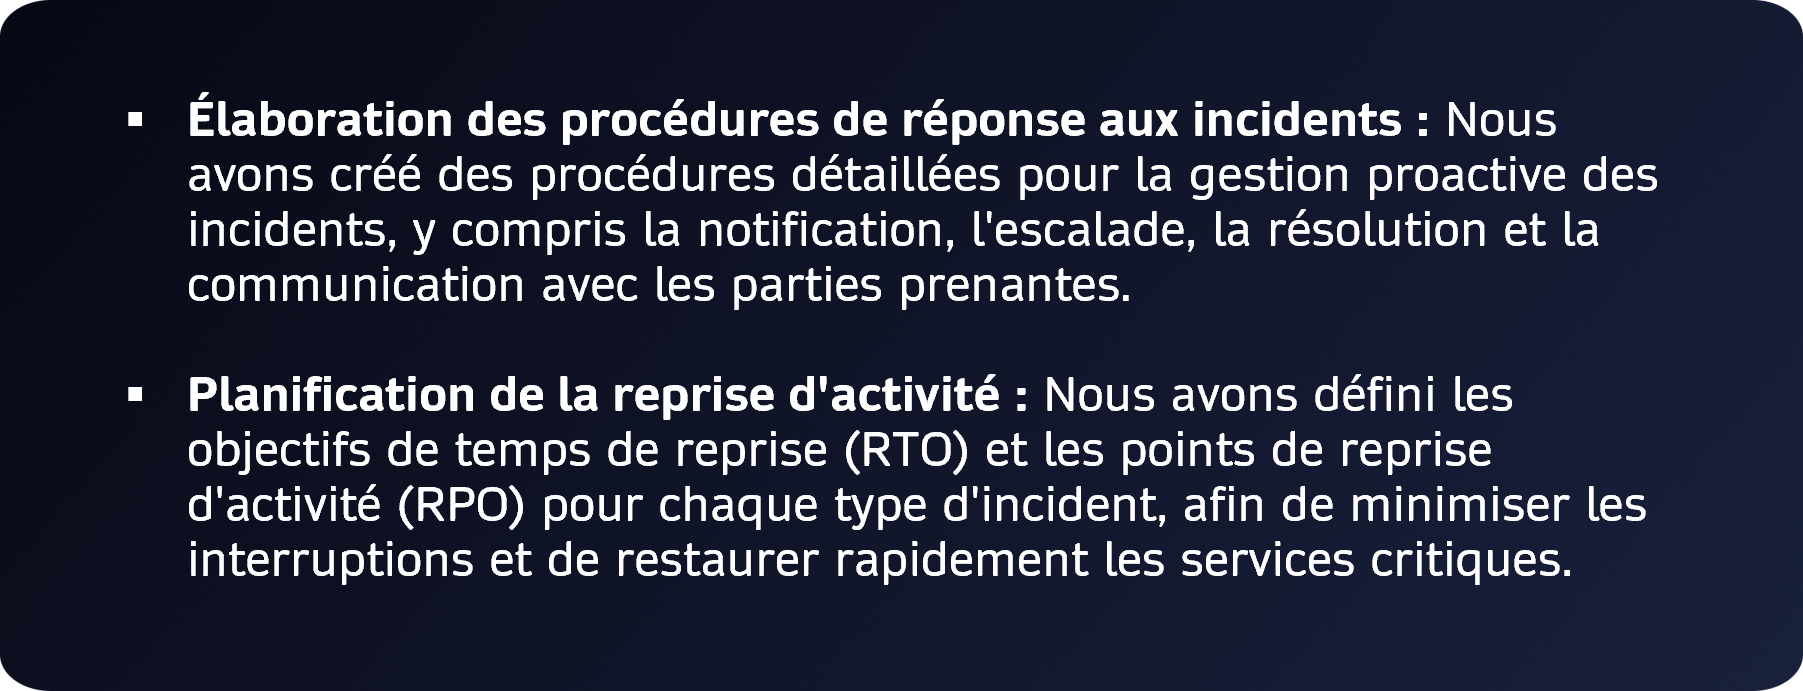 ▪ Élaboration des procédures de réponse aux incidents : Nous
avons créé des procédures détaillées pour la gestion proactive des
incidents, y compris la notification, l'escalade, la résolution et la
communication avec les parties prenantes.
▪ Planification de la reprise d'activité : Nous avons défini les
objectifs de temps de reprise (RTO) et les points de reprise
d'activité (RPO) pour chaque type d'incident, afin de minimiser les
interruptions et de restaurer rapidement les services critiques.